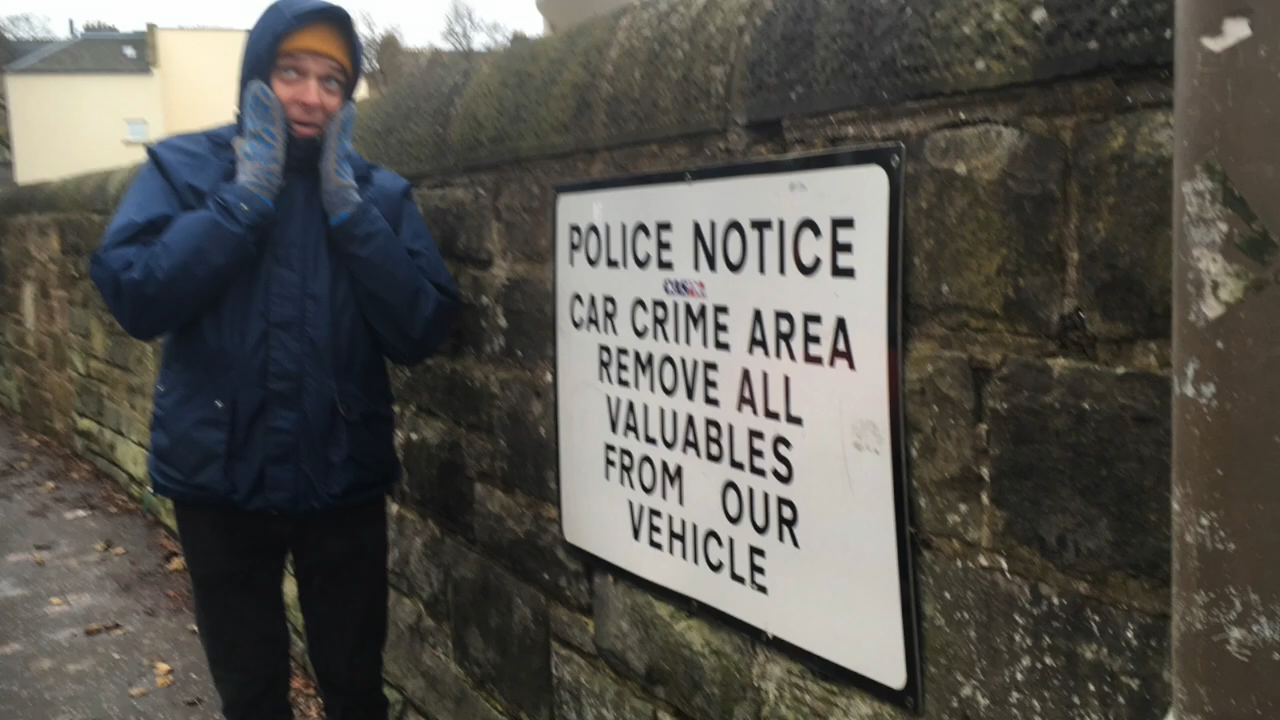 POLICE NOTICE
CAR CRIME AREA
REMOVE ALL
VALUABLES
FROM OUR
VEHICLE